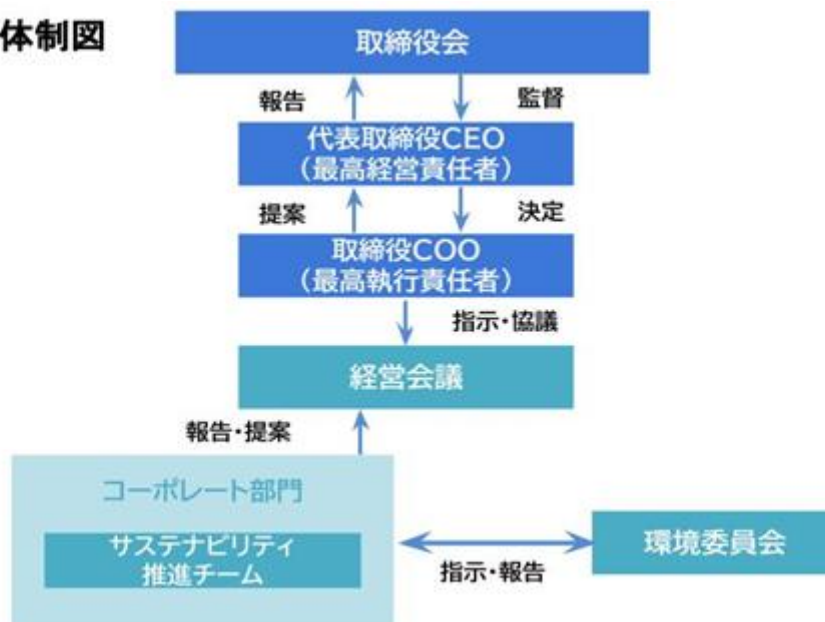 体制図
取締役会
報告
監督
代表取締役CEO
（最高経営責任者）
提案
決定
取締役COO
（最高執行責任者）
指示・協議
経営会議
報告・提案
コーポレート部門
サステナビリティ
推進チーム
指示・報告
環境委員会